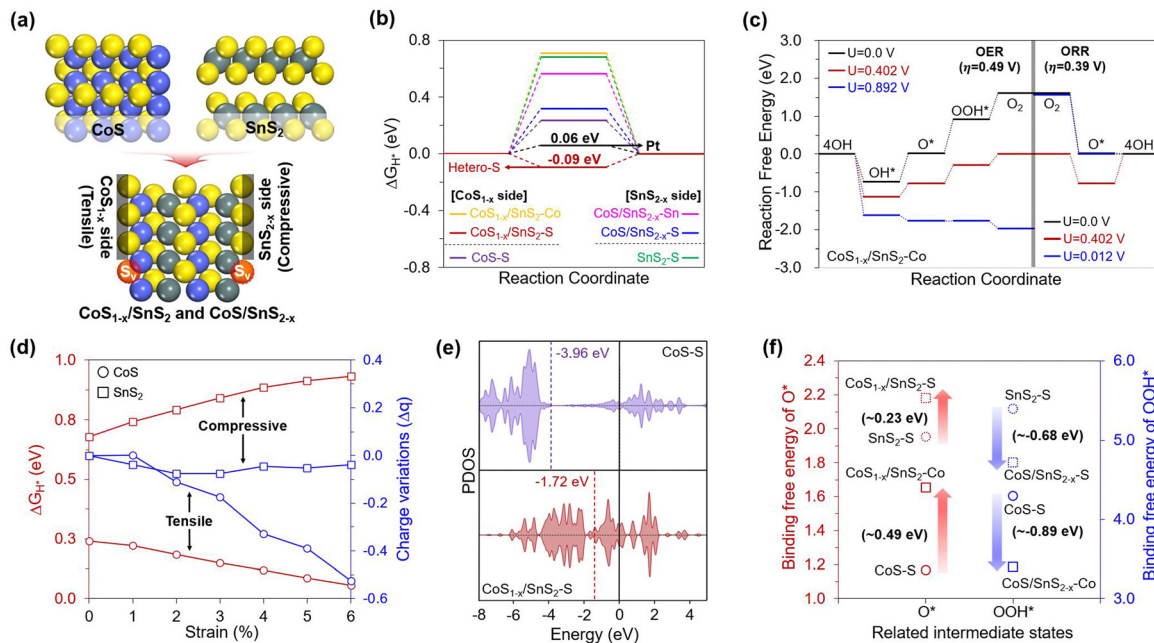 (a)
CoS
SnS2
CoS1-x side
(Tensile)
SnS2-x side
(Compressive)
Sv
Sv
CoS1-x/SnS2 and CoS/SnS2-x
(b)
ΔGH* (eV)
0.8
0.4
0.0
0.4
0.8
0.06 eV
Pt
-0.09 eV
Hetero-S
[CoS1-x side]
[SnS2-x side]
CoS1-x/SnS2-Co
CoS/SnS2-x-Sn
CoS1-x/SnS2-S
CoS/SnS2-x-S
CoS-S
SnS2-S
Reaction Coordinate
(c)
Reaction Free Energy (eV)
3.0
2.0
1.0
0.0
-1.0
-2.0
-3.0
U=0.0 V
U=0.402 V
U=0.892 V
OER
(η=0.49 V)
ORR
(η=0.39 V)
4OH
OH*
O*
OOH*
O2
O2
O*
4OH
U=0.0 V
U=0.402 V
U=0.012 V
CoS1-x/SnS2-Co
Reaction Coordinate
(d)
ΔGH* (eV)
1.0
0.8
0.5
0.3
0.0
CoS
SnS2
Compressive
Tensile
0.4
0.2
0.0
-0.2
-0.4
-0.6
Charge variations (Δq)
0 1 2 3 4 5 6
Strain (%)
(e)
PDOS
-3.96 eV
CoS-S
-1.72 eV
CoS1-x/SnS2-S
-8 -6 -4 -2 0 2 4
Energy (eV)
(f)
Binding free energy of O*
2.4
2.2
2.0
1.8
1.6
1.4
1.2
1.0
CoS1-x/SnS2-S
(~0.23 eV)
SnS2-S
CoS1-x/SnS2-Co
(~0.49 eV)
CoS-S
SnS2-S
(~-0.68 eV)
CoS/SnS2-x-S
CoS-S
(~-0.89 eV)
CoS/SnS2-x-Co
6.0
5.0
4.0
3.0
Binding free energy of OOH*
O* OOH*
Related intermediate states